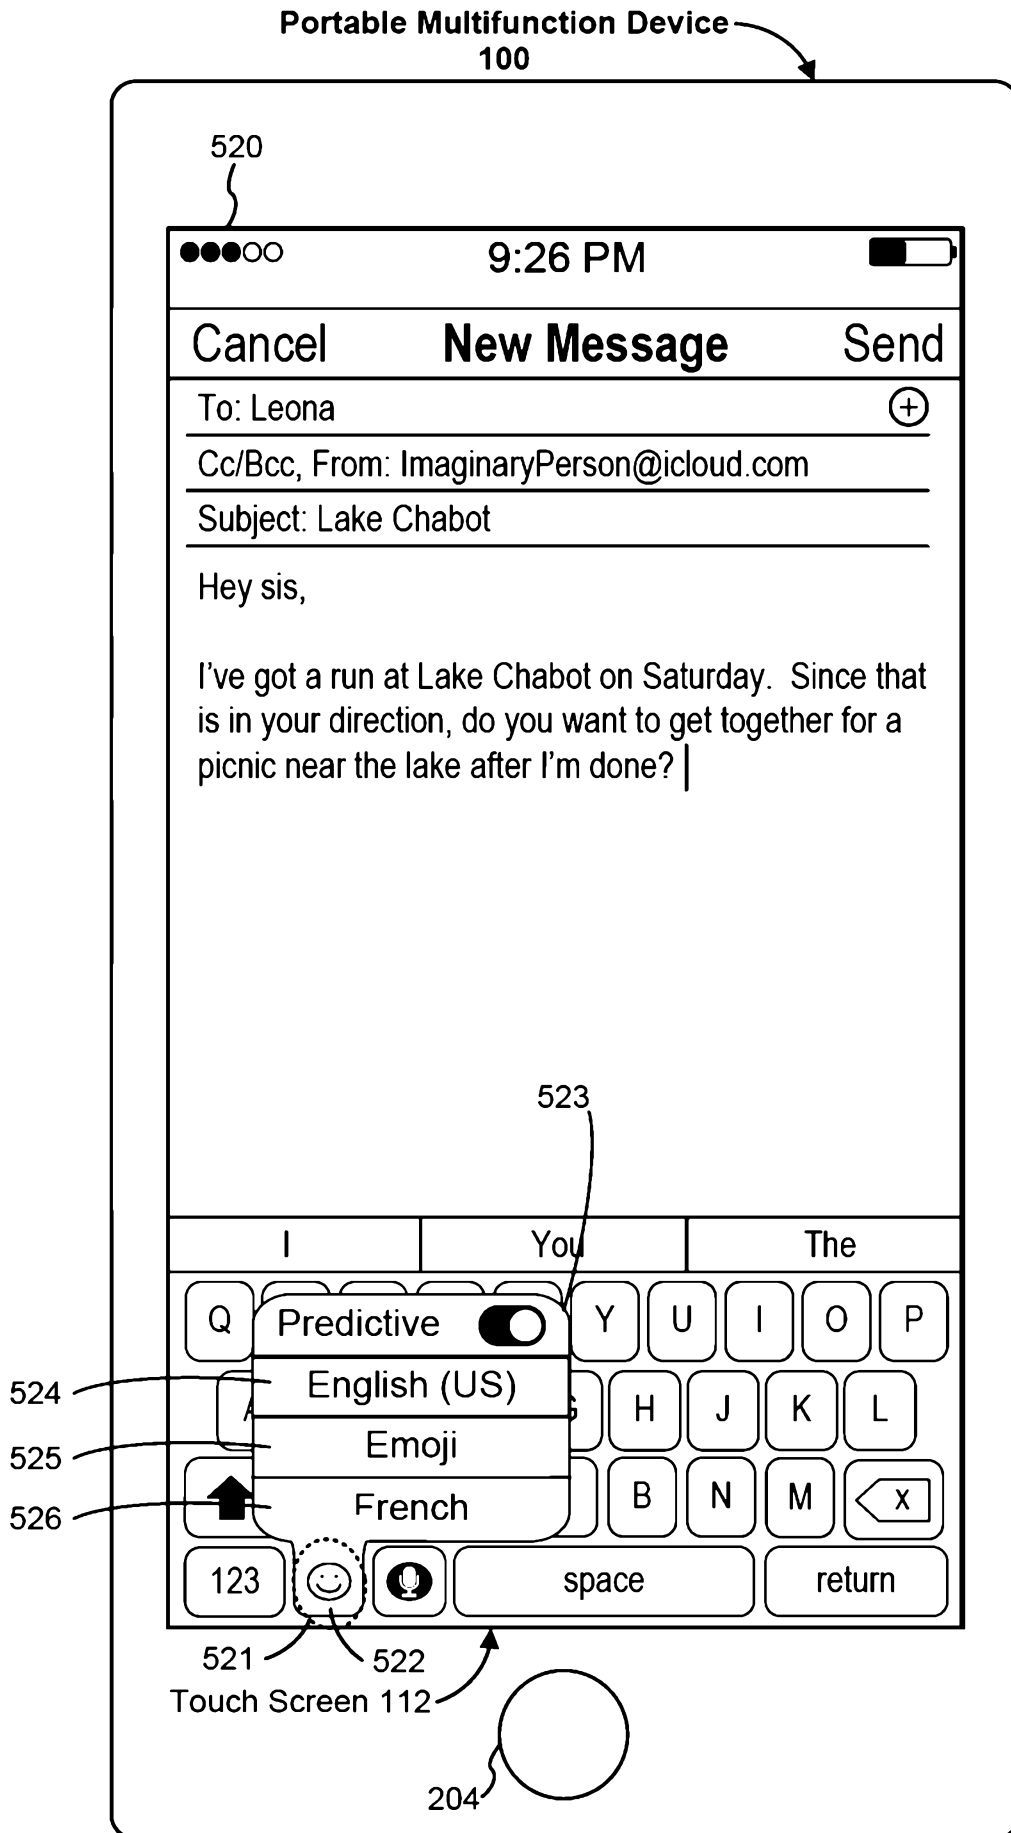 Portable Multifunction Device
100
520
9:26 PM
Cancel New Message Send
To: Leona
Cc/Bcc, From: ImaginaryPerson@icloud.com
Subject: Lake Chabot
Hey sis,
I've got a run at Lake Chabot on Saturday.  Since that
is in your direction, do you want to get together for a
picnic near the lake after I'm done?
523
I You The
Q Y U I O P
Predictive
524 English (US)
A G H J K L
525 Emoji
526 French
B N M X
123 space return
521 522
Touch Screen 112
204